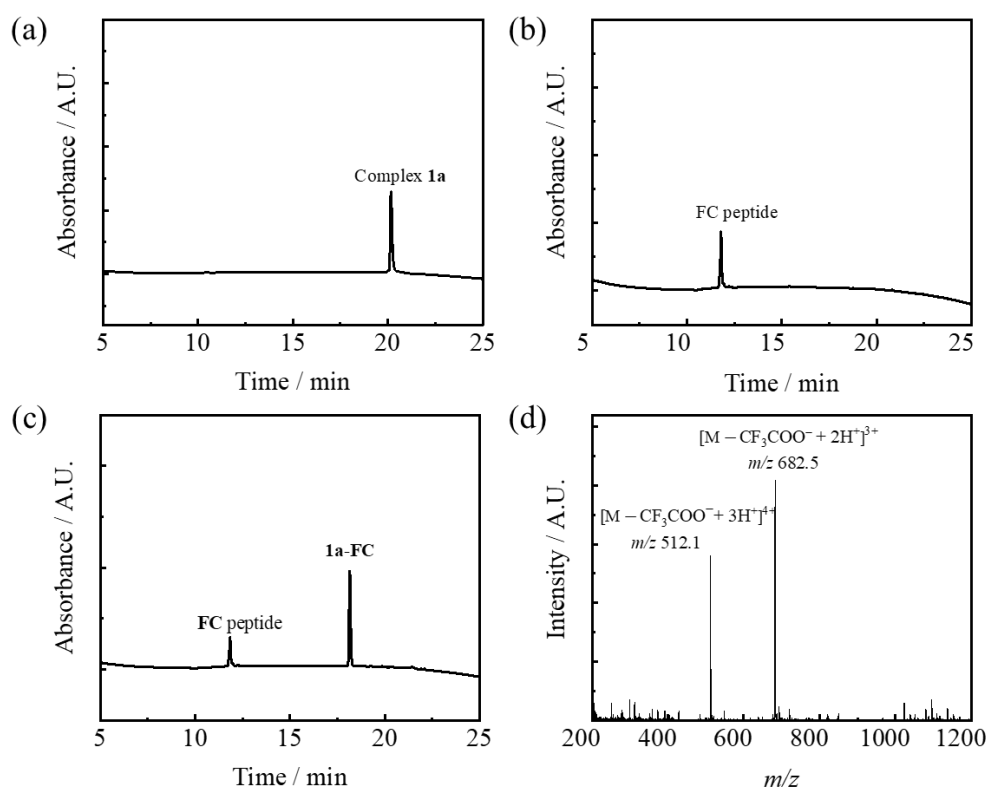 (a)
Absorbance / A.U.
Complex 1a
5 10 15 20 25
Time / min
(b)
Absorbance / A.U.
FC peptide
5 10 15 20 25
Time / min
(c)
Absorbance / A.U.
1a-FC
FC peptide
5 10 15 20 25
Time / min
(d)
Intensity / A.U.
[M – CF₃COO⁻ + 2H⁺]³⁺
m/z 682.5
[M – CF₃COO⁻ + 3H⁺]⁴⁺
m/z 512.1
200 400 600 800 1000 1200
m/z